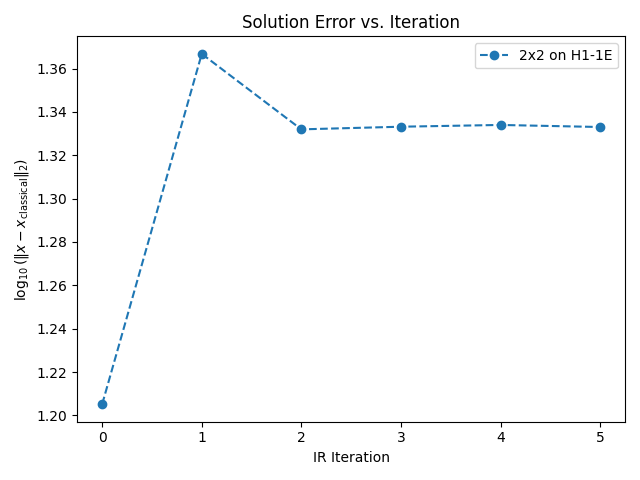 Solution Error vs. Iteration
2x2 on H1-1E
log₁₀(‖x − x_classical‖₂)
1.36
1.34
1.32
1.30
1.28
1.26
1.24
1.22
1.20
0 1 2 3 4 5
IR Iteration